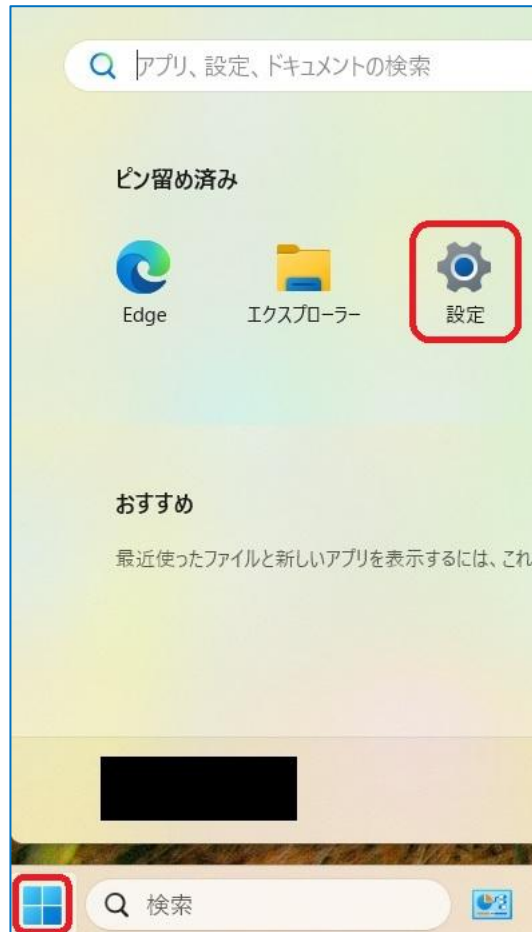 アプリ、設定、ドキュメントの検索
ピン留め済み
Edge
エクスプローラー
設定
おすすめ
最近使ったファイルと新しいアプリを表示するには、これ
検索